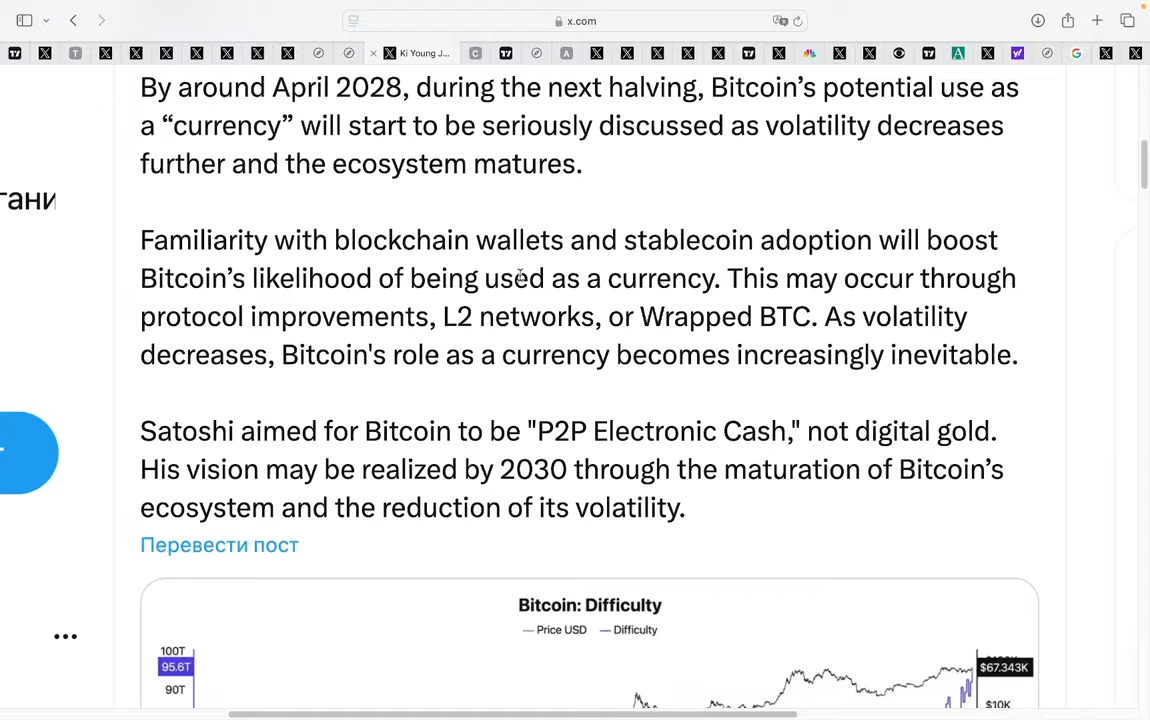 x.com
Ki Young J...
By around April 2028, during the next halving, Bitcoin’s potential use as
a “currency” will start to be seriously discussed as volatility decreases
further and the ecosystem matures.
Familiarity with blockchain wallets and stablecoin adoption will boost
Bitcoin’s likelihood of being used as a currency. This may occur through
protocol improvements, L2 networks, or Wrapped BTC. As volatility
decreases, Bitcoin's role as a currency becomes increasingly inevitable.
Satoshi aimed for Bitcoin to be "P2P Electronic Cash," not digital gold.
His vision may be realized by 2030 through the maturation of Bitcoin’s
ecosystem and the reduction of its volatility.
Перевести пост
Bitcoin: Difficulty
Price USD Difficulty
100T
95.6T
90T
$67.343K
$10K